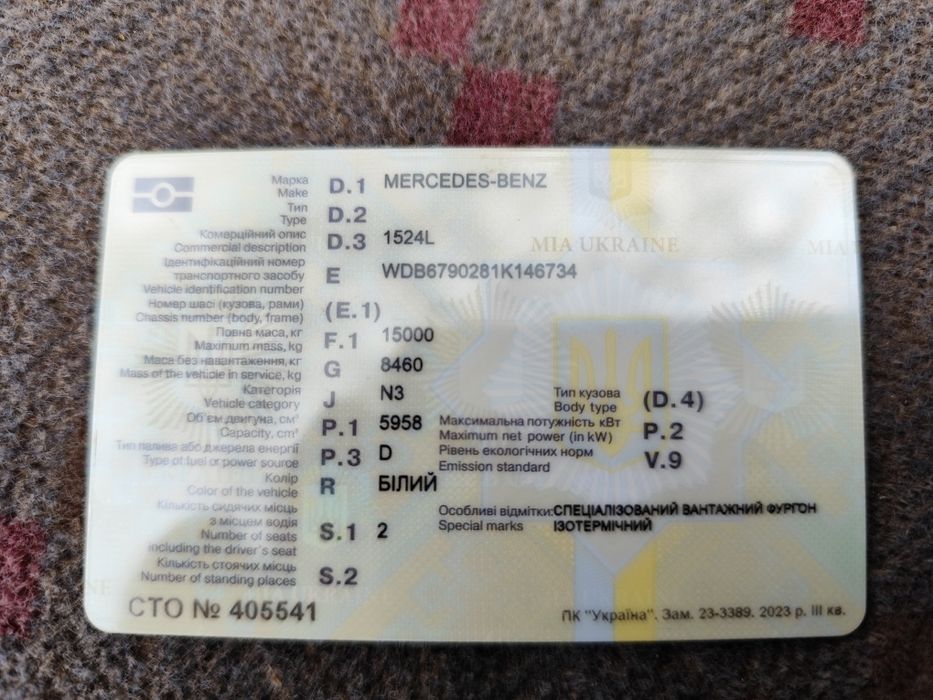 Марка
Make
D.1 MERCEDES-BENZ
Тип
Type
D.2
Комерційний опис
Commercial description
D.3 1524L
MIA UKRAINE
MIA UKRAINE
Ідентифікаційний номер
транспортного засобу
Vehicle identification number
E WDB6790281K146734
Номер шасі (кузова, рами)
Chassis number (body, frame)
(E.1)
Повна маса, кг
Maximum mass, kg
F.1 15000
Маса без навантаження, кг
Mass of the vehicle in service, kg
G 8460
Категорія
Vehicle category
J N3
Тип кузова
Body type
(D.4)
Об'єм двигуна, см³
Capacity, cm³
P.1 5958
Максимальна потужність кВт
Maximum net power (in kW)
P.2
Тип палива або джерела енергії
Type of fuel or power source
P.3 D
Рівень екологічних норм
Emission standard
V.9
Колір
Color of the vehicle
R БІЛИЙ
Кількість сидячих місць
з місцем водія
Number of seats
including the driver's seat
S.1 2
Особливі відмітки: СПЕЦІАЛІЗОВАНИЙ ВАНТАЖНИЙ ФУРГОН
Special marks ІЗОТЕРМІЧНИЙ
Кількість стоячих місць
Number of standing places
S.2
СТО № 405541
ПК "Україна". Зам. 23-3389. 2023 р. III кв.